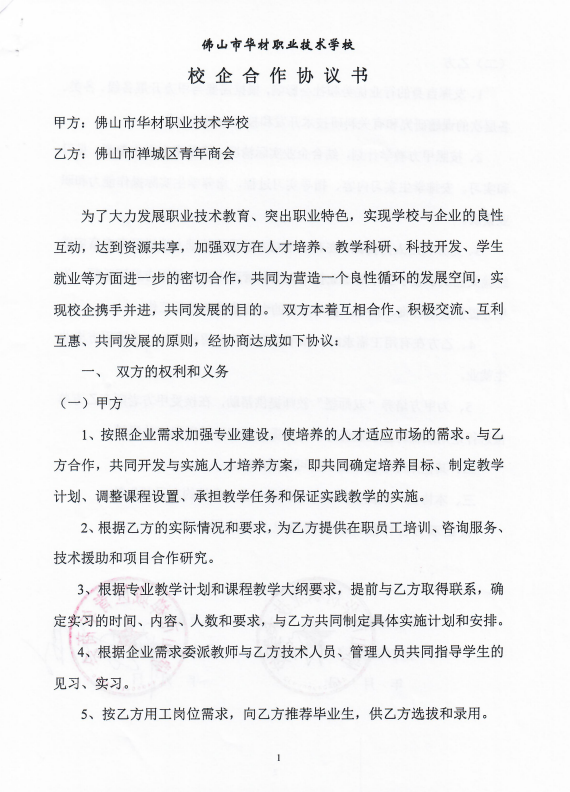 佛山市华材职业技术学校
校企合作协议书
甲方：佛山市华材职业技术学校
乙方：佛山市禅城区青年商会
为了大力发展职业技术教育、突出职业特色，实现学校与企业的良性
互动，达到资源共享，加强双方在人才培养、教学科研、科技开发、学生
就业等方面进一步的密切合作，共同为营造一个良性循环的发展空间，实
现校企携手并进，共同发展的目的。 双方本着互相合作、积极交流、互利
互惠、共同发展的原则，经协商达成如下协议：
一、 双方的权利和义务
（一）甲方
1、按照企业需求加强专业建设，使培养的人才适应市场的需求。与乙
方合作，共同开发与实施人才培养方案，即共同确定培养目标、制定教学
计划、调整课程设置、承担教学任务和保证实践教学的实施。
2、根据乙方的实际情况和要求，为乙方提供在职员工培训、咨询服务、
技术援助和项目合作研究。
3、根据专业教学计划和课程教学大纲要求，提前与乙方取得联系，确
定实习的时间、内容、人数和要求，与乙方共同制定具体实施计划和安排。
4、根据企业需求委派教师与乙方技术人员、管理人员共同指导学生的
见习、实习。
5、按乙方用工岗位需求，向乙方推荐毕业生，供乙方选拔和录用。
1